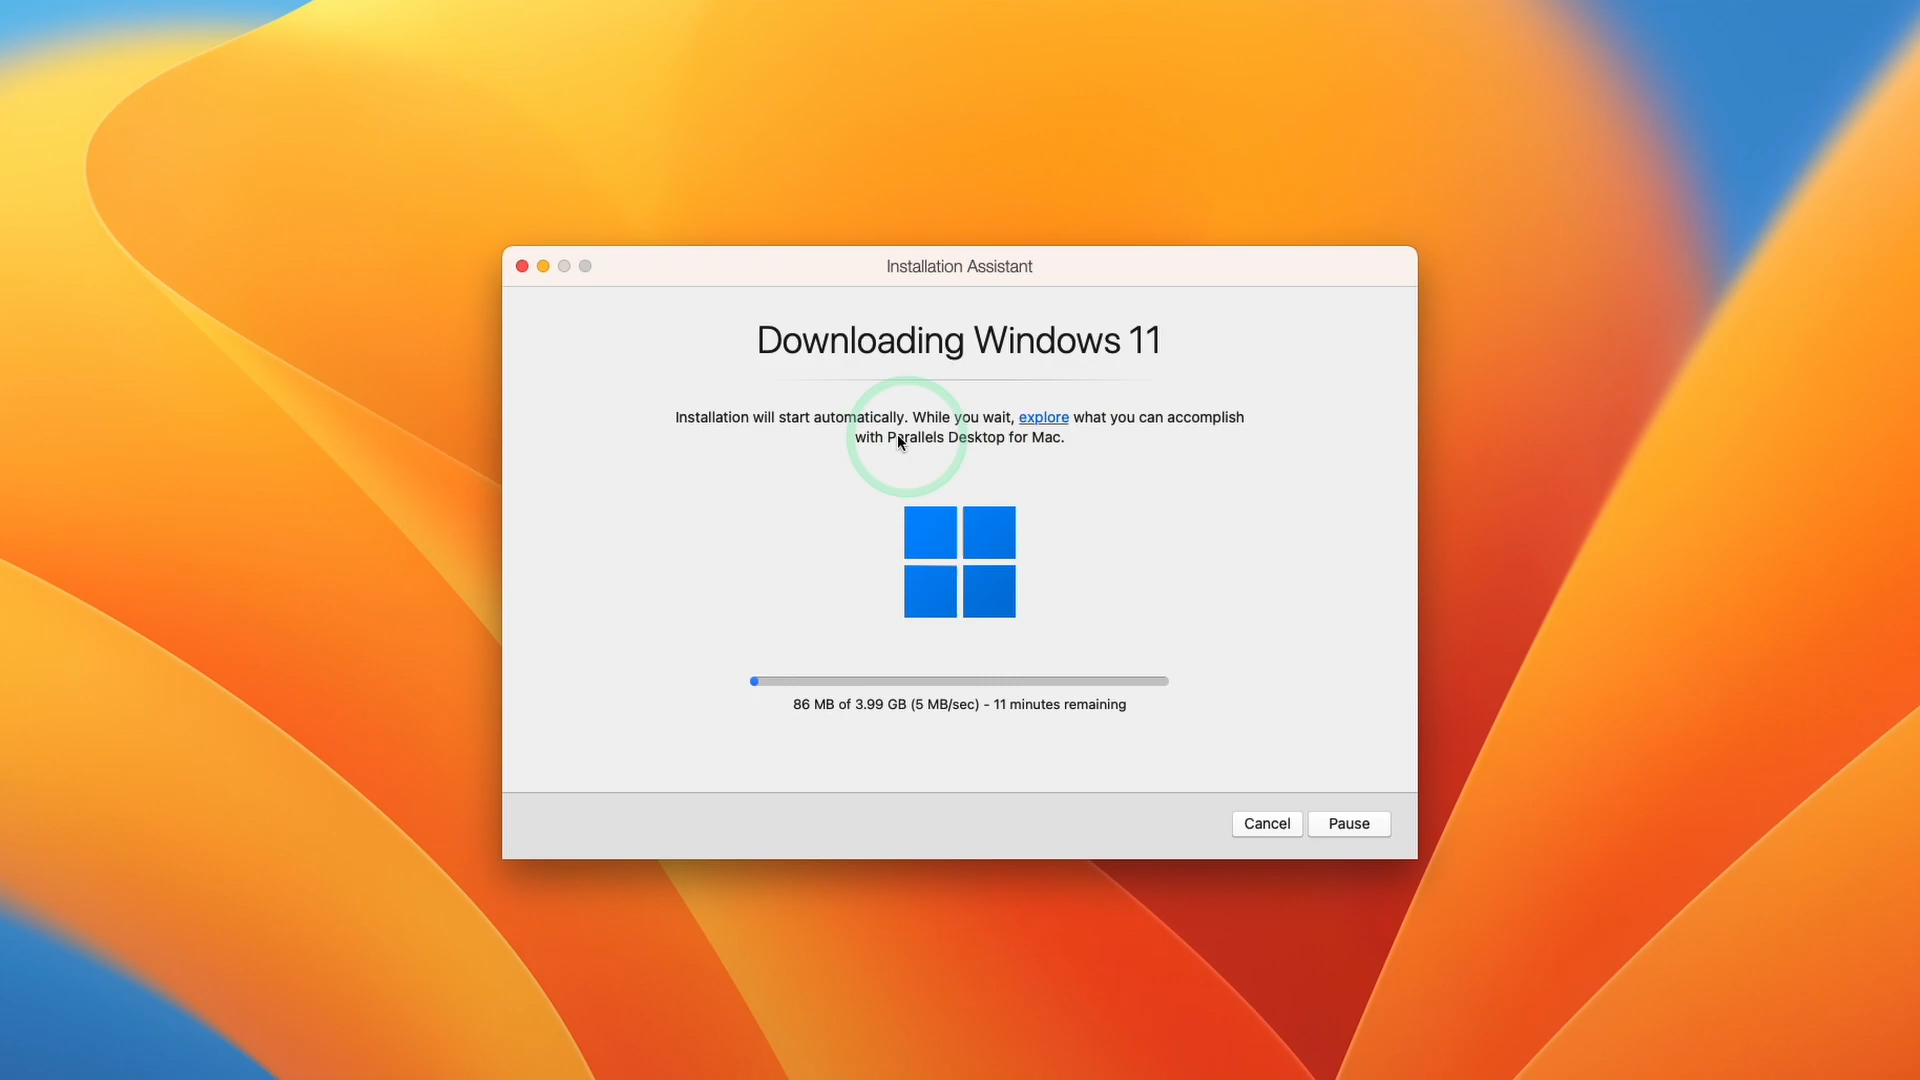 Installation Assistant
Downloading Windows 11
Installation will start automatically. While you wait, explore what you can accomplish
with Parallels Desktop for Mac.
86 MB of 3.99 GB (5 MB/sec) - 11 minutes remaining
Cancel
Pause